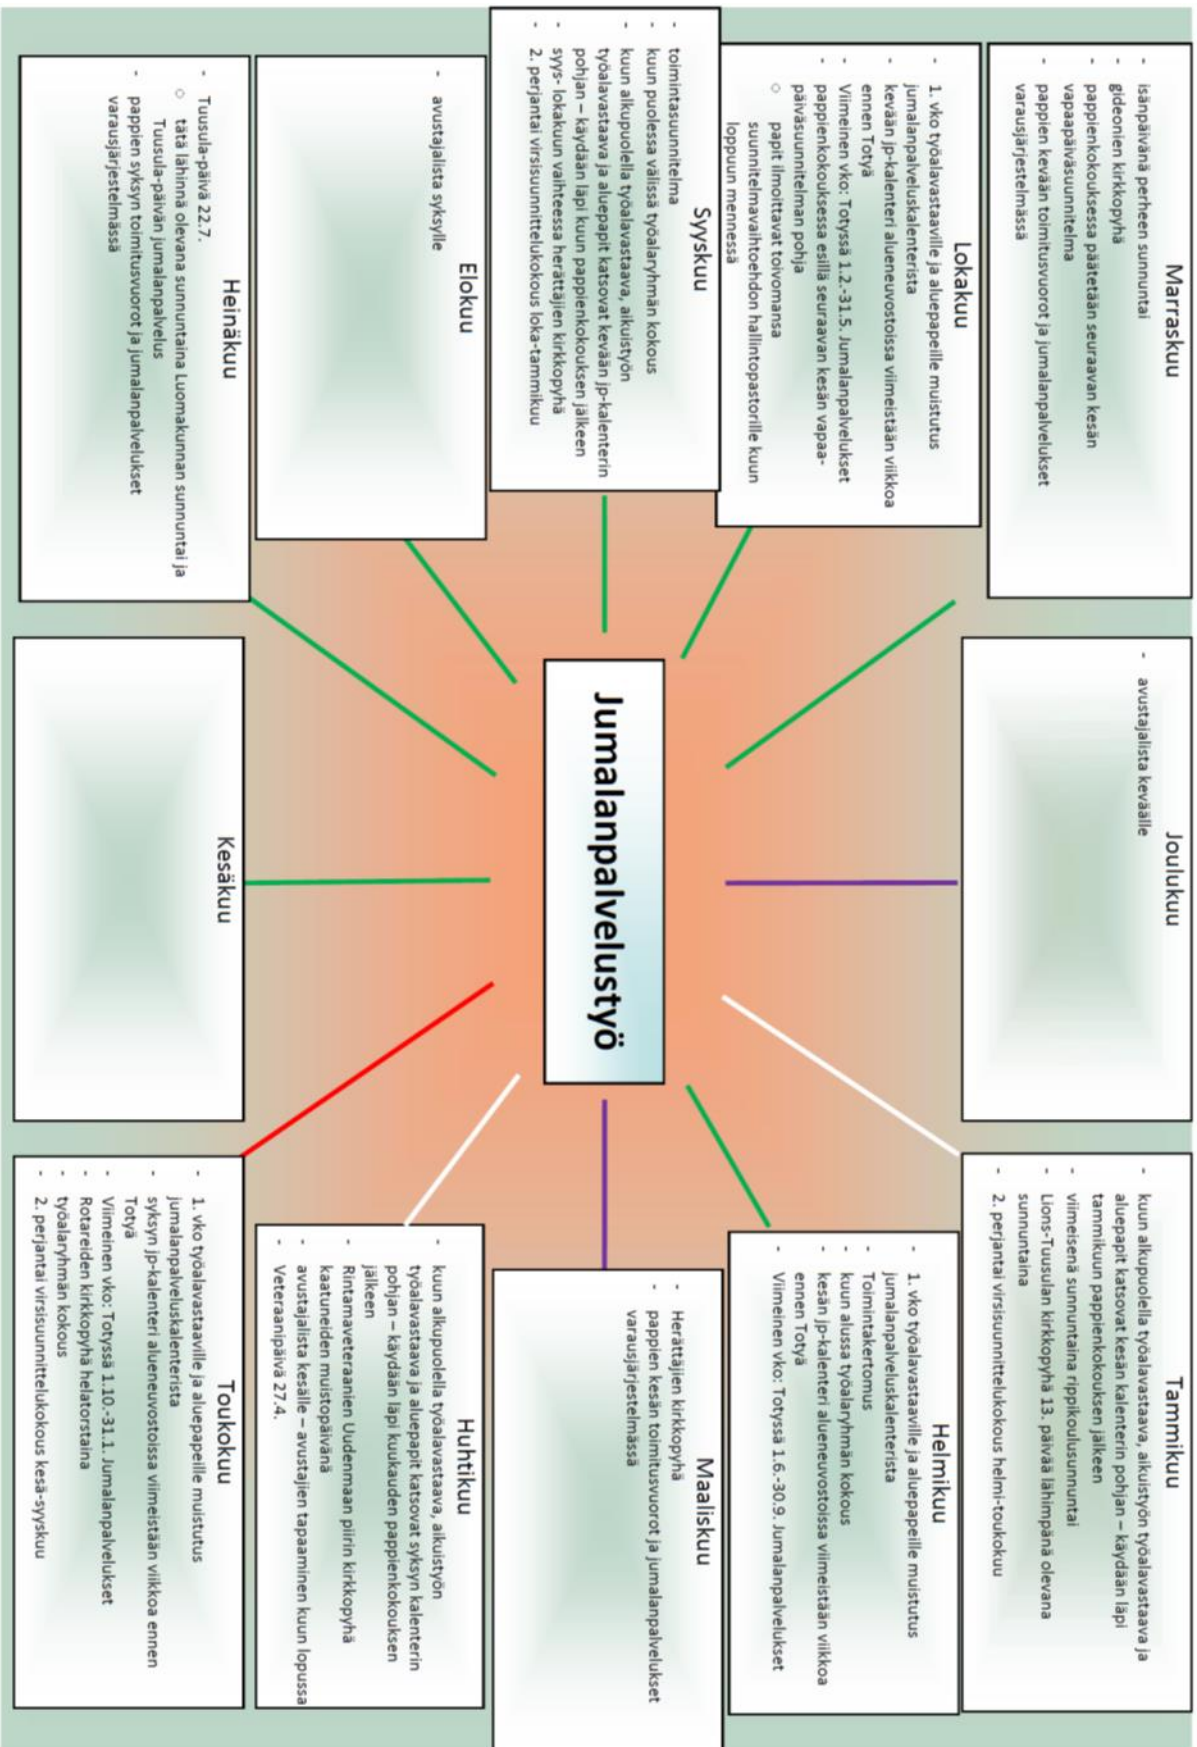 Jumalanpalvelustyö
Tammikuu
- kuun alkupuolella työalavastaava, aikuistyön työalavastaava ja
aluepapit katsovat kesän kalenterin pohjan – käydään läpi
tammikuun pappienkokouksen jälkeen
- viimeisenä sunnuntaina rippikoulusunnuntai
- Lions-Tuusulan kirkkopyhä 13. päivää lähimpänä olevana
sunnuntaina
- 2. perjantai virsisuunnittelukokous helmi-toukokuu
Helmikuu
- 1. vko työalavastaaville ja aluepapeille muistutus
jumalanpalveluskalenterista
- Toimintakertomus
- kuun alussa työalaryhmän kokous
- kesän jp-kalenteri alueneuvostoissa viimeistään viikkoa
ennen Totyä
- Viimeinen vko: Totyssä 1.6.-30.9. Jumalanpalvelukset
Maaliskuu
- Herättäjien kirkkopyhä
- pappien kesän toimitusvuorot ja jumalanpalvelukset
varausjärjestelmässä
Huhtikuu
- kuun alkupuolella työalavastaava, aikuistyön
työalavastaava ja aluepapit katsovat syksyn kalenterin
pohjan – käydään läpi kuukauden pappienkokouksen
jälkeen
- Rintamaveteraanien Uudenmaan piirin kirkkopyhä
kaatuneiden muistopäivänä
- avustajalista kesälle – avustajien tapaaminen kuun lopussa
- Veteraanipäivä 27.4.
Toukokuu
- 1. vko työalavastaaville ja aluepapeille muistutus
jumalanpalveluskalenterista
- syksyn jp-kalenteri alueneuvostoissa viimeistään viikkoa ennen
Totyä
- Viimeinen vko: Totyssä 1.10.-31.1. Jumalanpalvelukset
- Rotareiden kirkkopyhä helatorstaina
- työalaryhmän kokous
- 2. perjantai virsisuunnittelukokous kesä-syyskuu
Kesäkuu
Heinäkuu
- Tuusula-päivä 22.7.
○ tätä lähinnä olevana sunnuntaina Luomakunnan sunnuntai ja
Tuusula-päivän jumalanpalvelus
- pappien syksyn toimitusvuorot ja jumalanpalvelukset
varausjärjestelmässä
Elokuu
- avustajalista syksylle
Syyskuu
- toimintasuunnitelma
- kuun puolessa välissä työalaryhmän kokous
- kuun alkupuolella työalavastaava, aikuistyön
työalavastaava ja aluepapit katsovat kevään jp-kalenterin
pohjan – käydään läpi kuun pappienkokouksen jälkeen
- syys- lokakuun vaihteessa herättäjien kirkkopyhä
- 2. perjantai virsisuunnittelukokous loka-tammikuu
Lokakuu
- 1. vko työalavastaaville ja aluepapeille muistutus
jumalanpalveluskalenterista
- kevään jp-kalenteri alueneuvostoissa viimeistään viikkoa
ennen Totyä
- Viimeinen vko: Totyssä 1.2.-31.5. Jumalanpalvelukset
- pappienkokouksessa esillä seuraavan kesän vapaa-
päiväsuunnitelman pohja
○ papit ilmoittavat toivomansa
suunnitelmavaihtoehdon hallintopastorille kuun
loppuun mennessä
Marraskuu
- isänpäivänä perheen sunnuntai
- gideonien kirkkopyhä
- pappienkokouksessa päätetään seuraavan kesän
vapaapäiväsuunnitelma
- pappien kevään toimitusvuorot ja jumalanpalvelukset
varausjärjestelmässä
Joulukuu
- avustajalista keväälle